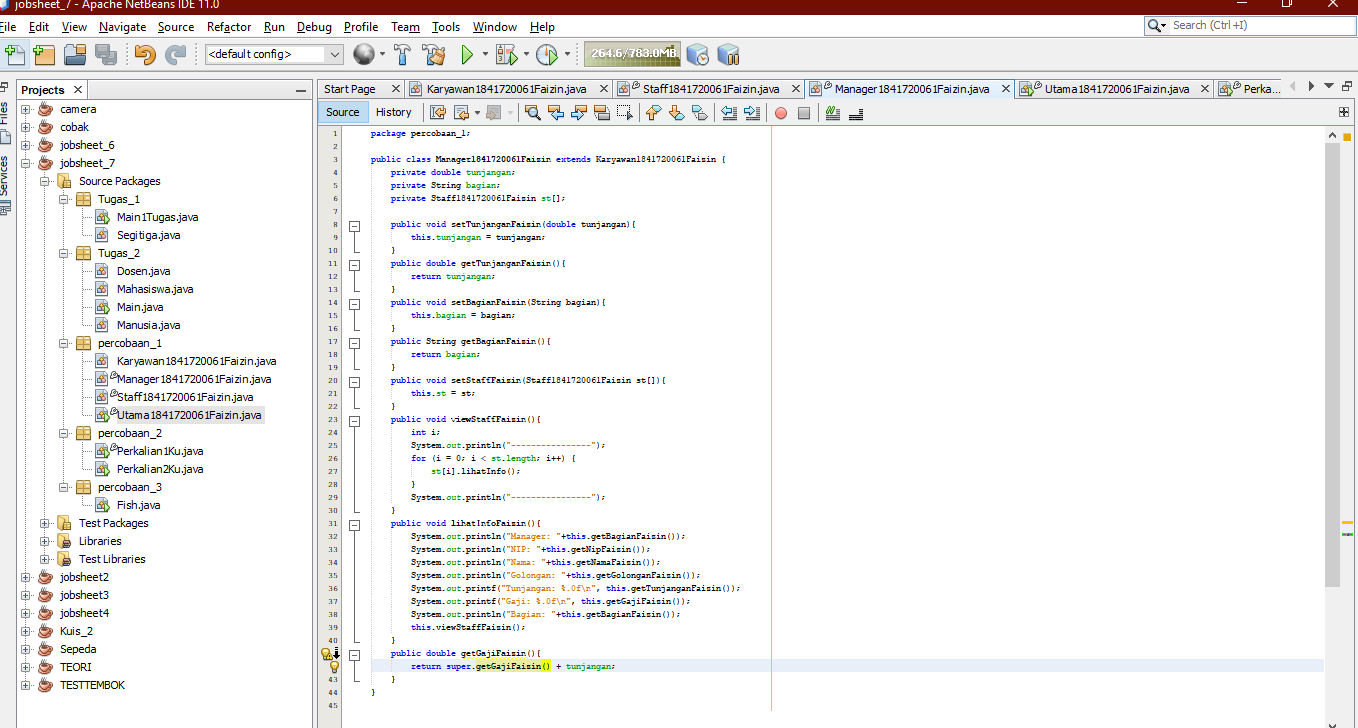 jobsheet_7 - Apache NetBeans IDE 11.0
File Edit View Navigate Source Refactor Run Debug Profile Team Tools Window Help
Search (Ctrl+I)
<default config>
264.6/783.0MB
Projects
Files
Services
camera
cobak
jobsheet_6
jobsheet_7
Source Packages
Tugas_1
Main1Tugas.java
Segitiga.java
Tugas_2
Dosen.java
Mahasiswa.java
Main.java
Manusia.java
percobaan_1
Karyawan1841720061Faizin.java
Manager1841720061Faizin.java
Staff1841720061Faizin.java
Utama1841720061Faizin.java
percobaan_2
Perkalian1Ku.java
Perkalian2Ku.java
percobaan_3
Fish.java
Test Packages
Libraries
Test Libraries
jobsheet2
jobsheet3
jobsheet4
Kuis_2
Sepeda
TEORI
TESTTEMBOK
Start Page Karyawan1841720061Faizin.java Staff1841720061Faizin.java Manager1841720061Faizin.java Utama1841720061Faizin.java Perka...
Source History
1 package percobaan_1;
2
3 public class Manager1841720061Faizin extends Karyawan1841720061Faizin {
4 private double tunjangan;
5 private String bagian;
6 private Staff1841720061Faizin st[];
7
8 public void setTunjanganFaizin(double tunjangan){
9 this.tunjangan = tunjangan;
10 }
11 public double getTunjanganFaizin(){
12 return tunjangan;
13 }
14 public void setBagianFaizin(String bagian){
15 this.bagian = bagian;
16 }
17 public String getBagianFaizin(){
18 return bagian;
19 }
20 public void setStaffFaizin(Staff1841720061Faizin st[]){
21 this.st = st;
22 }
23 public void viewStaffFaizin(){
24 int i;
25 System.out.println("----------------");
26 for (i = 0; i < st.length; i++) {
27 st[i].lihatInfo();
28 }
29 System.out.println("----------------");
30 }
31 public void lihatInfoFaizin(){
32 System.out.println("Manager: "+this.getBagianFaizin());
33 System.out.println("NIP: "+this.getNipFaizin());
34 System.out.println("Nama: "+this.getNamaFaizin());
35 System.out.println("Golongan: "+this.getGolonganFaizin());
36 System.out.printf("Tunjangan: %.0f\n", this.getTunjanganFaizin());
37 System.out.printf("Gaji: %.0f\n", this.getGajiFaizin());
38 System.out.println("Bagian: "+this.getBagianFaizin());
39 this.viewStaffFaizin();
40 }
public double getGajiFaizin(){
return super.getGajiFaizin() + tunjangan;
43 }
44 }
45